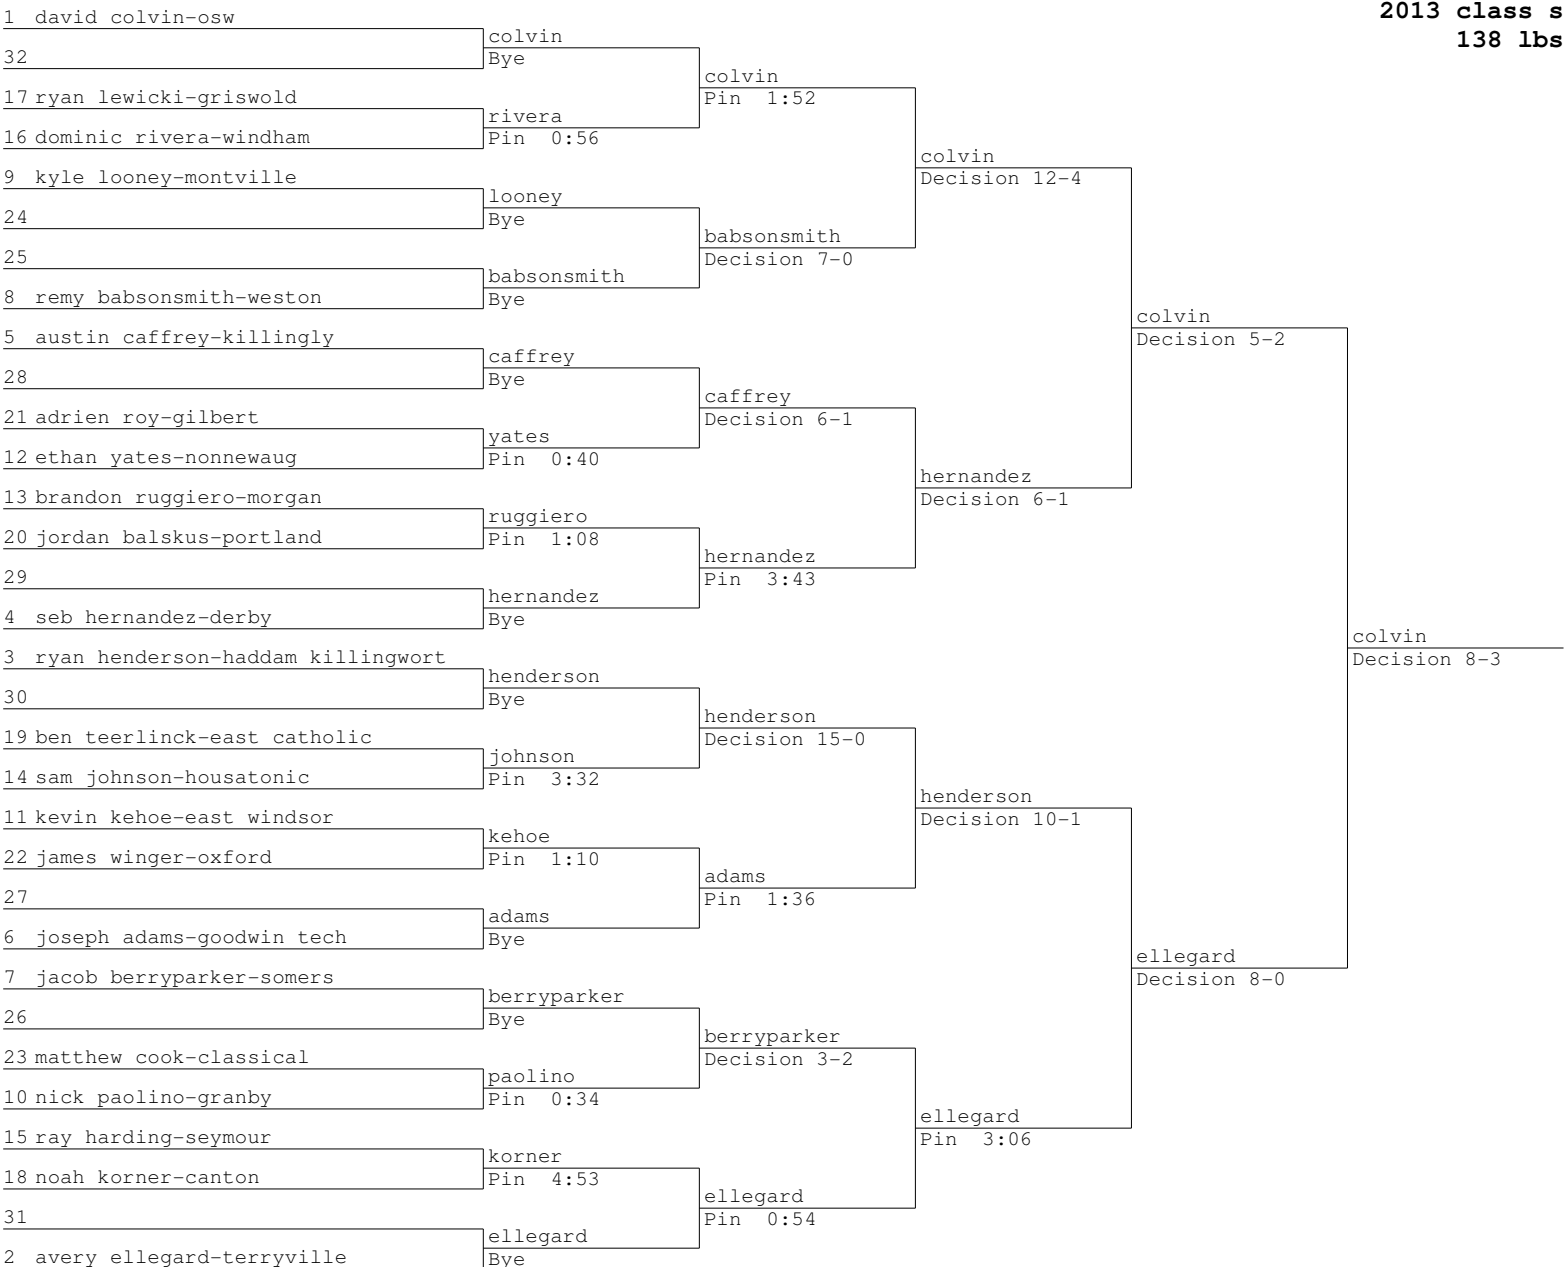 2013 class s
138 lbs
1 david colvin-osw
32
17 ryan lewicki-griswold
16 dominic rivera-windham
9 kyle looney-montville
24
25
8 remy babsonsmith-weston
5 austin caffrey-killingly
28
21 adrien roy-gilbert
12 ethan yates-nonnewaug
13 brandon ruggiero-morgan
20 jordan balskus-portland
29
4 seb hernandez-derby
3 ryan henderson-haddam killingwort
30
19 ben teerlinck-east catholic
14 sam johnson-housatonic
11 kevin kehoe-east windsor
22 james winger-oxford
27
6 joseph adams-goodwin tech
7 jacob berryparker-somers
26
23 matthew cook-classical
10 nick paolino-granby
15 ray harding-seymour
18 noah korner-canton
31
2 avery ellegard-terryville
colvin
Bye
rivera
Pin 0:56
looney
Bye
babsonsmith
Bye
caffrey
Bye
yates
Pin 0:40
ruggiero
Pin 1:08
hernandez
Bye
henderson
Bye
johnson
Pin 3:32
kehoe
Pin 1:10
adams
Bye
berryparker
Bye
paolino
Pin 0:34
korner
Pin 4:53
ellegard
Bye
colvin
Pin 1:52
babsonsmith
Decision 7-0
caffrey
Decision 6-1
hernandez
Pin 3:43
henderson
Decision 15-0
adams
Pin 1:36
berryparker
Decision 3-2
ellegard
Pin 0:54
colvin
Decision 12-4
hernandez
Decision 6-1
henderson
Decision 10-1
ellegard
Pin 3:06
colvin
Decision 5-2
ellegard
Decision 8-0
colvin
Decision 8-3